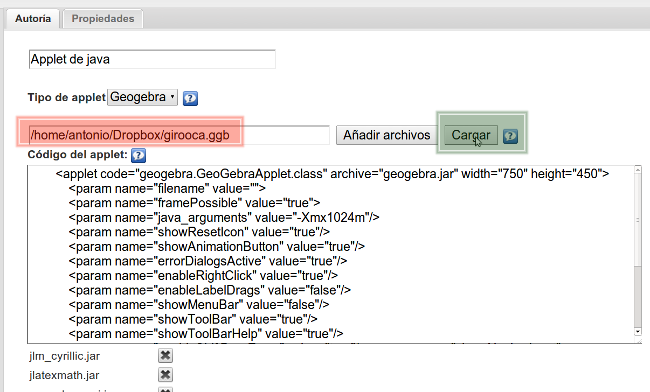 Autoría Propiedades
Applet de java
Tipo de applet Geogebra ?
/home/antonio/Dropbox/girooca.ggb Añadir archivos Cargar ?
Código del applet: ?
<applet code="geogebra.GeoGebraApplet.class" archive="geogebra.jar" width="750" height="450">
<param name="filename" value="">
<param name="framePossible" value="true">
<param name="java_arguments" value="-Xmx1024m"/>
<param name="showResetIcon" value="true"/>
<param name="showAnimationButton" value="true"/>
<param name="errorDialogsActive" value="true"/>
<param name="enableRightClick" value="true"/>
<param name="enableLabelDrags" value="false"/>
<param name="showMenuBar" value="false"/>
<param name="showToolBar" value="true"/>
<param name="showToolBarHelp" value="true"/>
jlm_cyrillic.jar
jlatexmath.jar